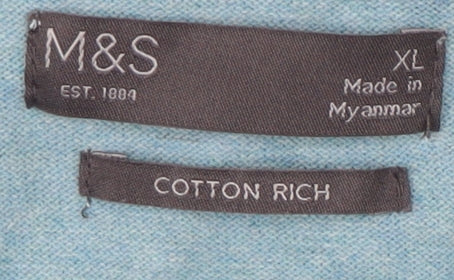 M&S
EST. 1884
XL
Made in
Myanmar
COTTON RICH